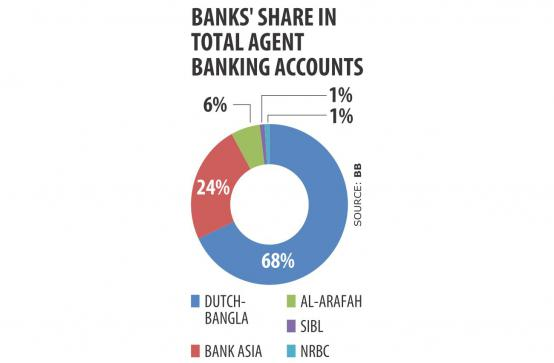 BANKS' SHARE IN
TOTAL AGENT
BANKING ACCOUNTS
6%
1%
1%
24%
68%
SOURCE: BB
DUTCH-
BANGLA
BANK ASIA
AL-ARAFAH
SIBL
NRBC